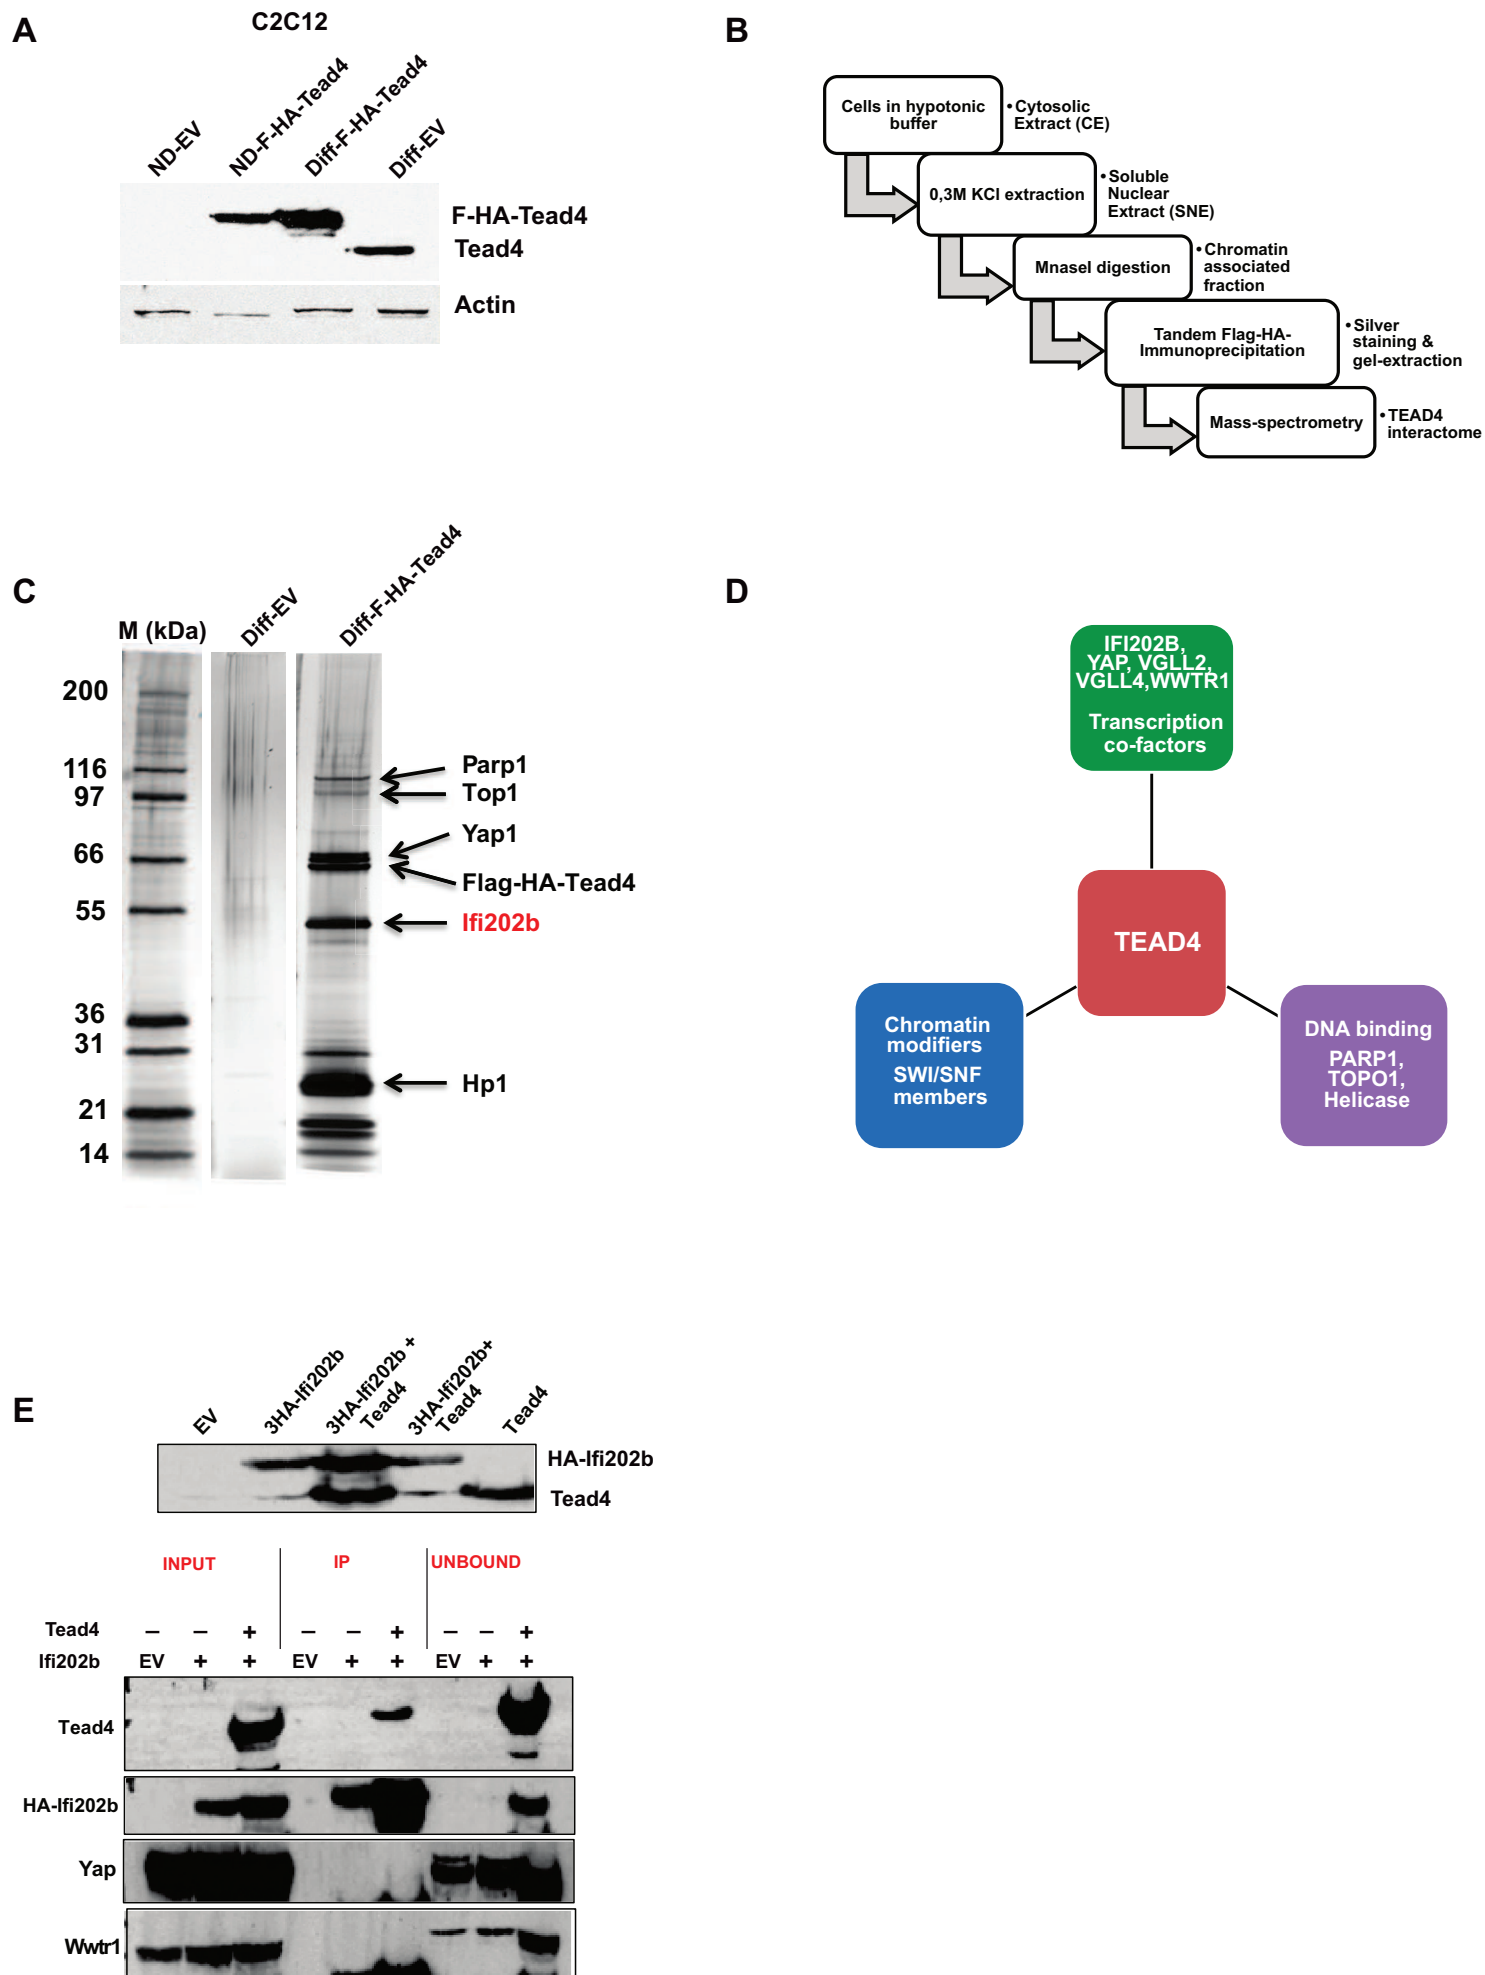 A
C2C12
ND-EV
ND-F-HA-Tead4
Diff-F-HA-Tead4
Diff-EV
F-HA-Tead4
Tead4
Actin
B
Cells in hypotonic
buffer
• Cytosolic
Extract (CE)
0,3M KCl extraction
• Soluble
Nuclear
Extract (SNE)
MnaseI digestion
• Chromatin
associated
fraction
Tandem Flag-HA-
Immunoprecipitation
• Silver
staining &
gel-extraction
Mass-spectrometry
• TEAD4
interactome
C
M (kDa)
Diff-EV
Diff-F-HA-Tead4
200
116
97
66
55
36
31
21
14
Parp1
Top1
Yap1
Flag-HA-Tead4
Ifi202b
Hp1
D
IFI202B,
YAP, VGLL2,
VGLL4,WWTR1
Transcription
co-factors
TEAD4
Chromatin
modifiers
SWI/SNF
members
DNA binding
PARP1,
TOPO1,
Helicase
E
EV
3HA-Ifi202b
3HA-Ifi202b +
Tead4
3HA-Ifi202b+
Tead4
Tead4
HA-Ifi202b
Tead4
INPUT IP UNBOUND
Tead4 – – + – – + – – +
Ifi202b EV + + EV + + EV + +
Tead4
HA-Ifi202b
Yap
Wwtr1